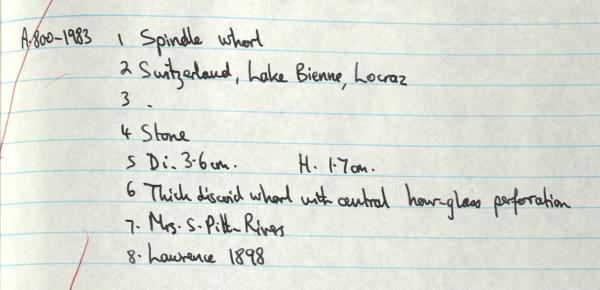 A.800-1983 1 Spindle whorl
2 Switzerland, Lake Bienne, Locraz
3 .
4 Stone
5 Di. 3.6cm. H. 1.7cm.
6 Thick discoid whorl with central hour-glass perforation
7. Mrs. S. Pitt-Rivers
8. Lawrence 1898